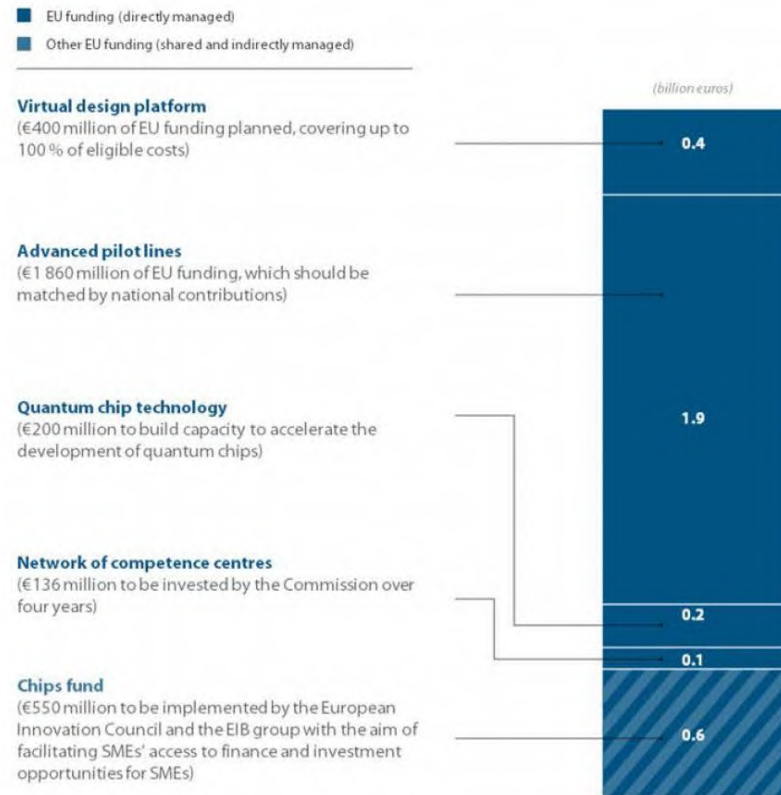 EU funding (directly managed)
Other EU funding (shared and indirectly managed)
(billion euros)
Virtual design platform
(€400 million of EU funding planned, covering up to
100 % of eligible costs)
0.4
Advanced pilot lines
(€1 860 million of EU funding, which should be
matched by national contributions)
1.9
Quantum chip technology
(€200 million to build capacity to accelerate the
development of quantum chips)
0.2
Network of competence centres
(€136 million to be invested by the Commission over
four years)
0.1
Chips fund
(€550 million to be implemented by the European
Innovation Council and the EIB group with the aim of
facilitating SMEs' access to finance and investment
opportunities for SMEs)
0.6